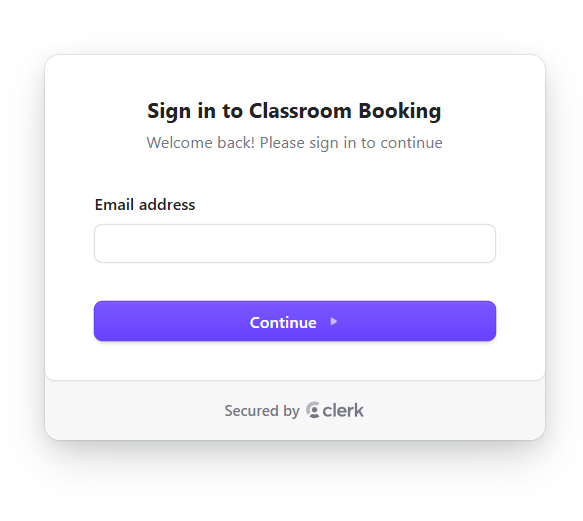 Sign in to Classroom Booking
Welcome back! Please sign in to continue
Email address
Continue
Secured by clerk